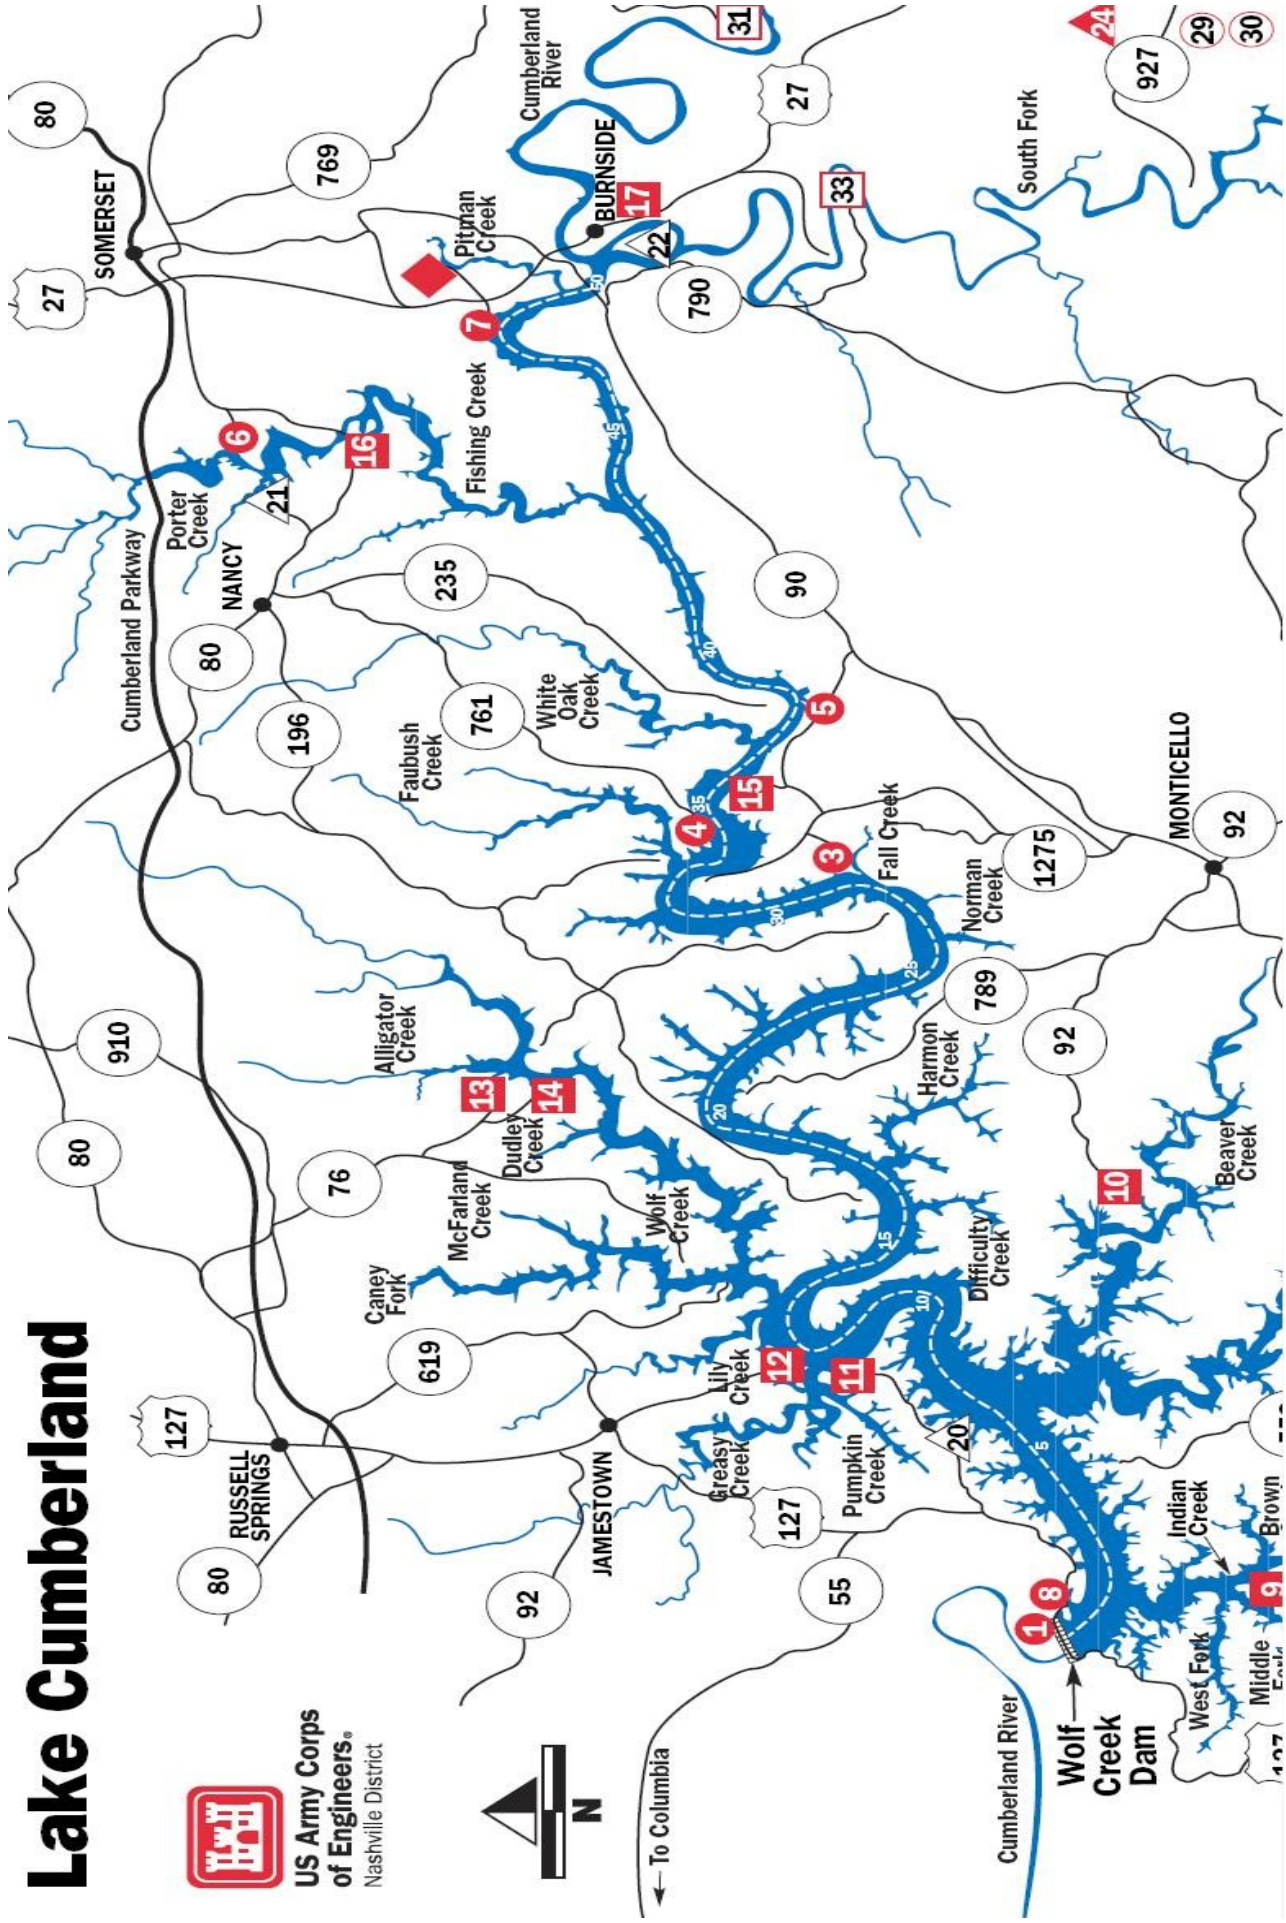 Lake Cumberland
US Army Corps
of Engineers®
Nashville District
N
To Columbia
127
RUSSELL
SPRINGS
80
92
JAMESTOWN
127
55
619
80
910
76
Caney
Fork
McFarland
Creek
Dudley
Creek
Wolf
Creek
Alligator
Creek
13
14
Lily
Creek
Greasy
Creek
Pumpkin
Creek
12
11
20
Cumberland River
Wolf
Creek
Dam
1
8
5
10
15
20
25
30
35
40
45
50
West Fork
Middle
Indian
Creek
Brown
9
127
Difficulty
Creek
Harmon
Creek
Beaver
Creek
10
92
789
Norman
Creek
Fall Creek
1275
MONTICELLO
92
3
4
15
5
Faubush
Creek
761
White
Oak
Creek
196
80
NANCY
235
90
Cumberland Parkway
Porter
Creek
21
6
16
Fishing Creek
7
27
SOMERSET
80
769
Pitman
Creek
BURNSIDE
17
22
790
Cumberland
River
31
27
33
South Fork
927
24
29
30